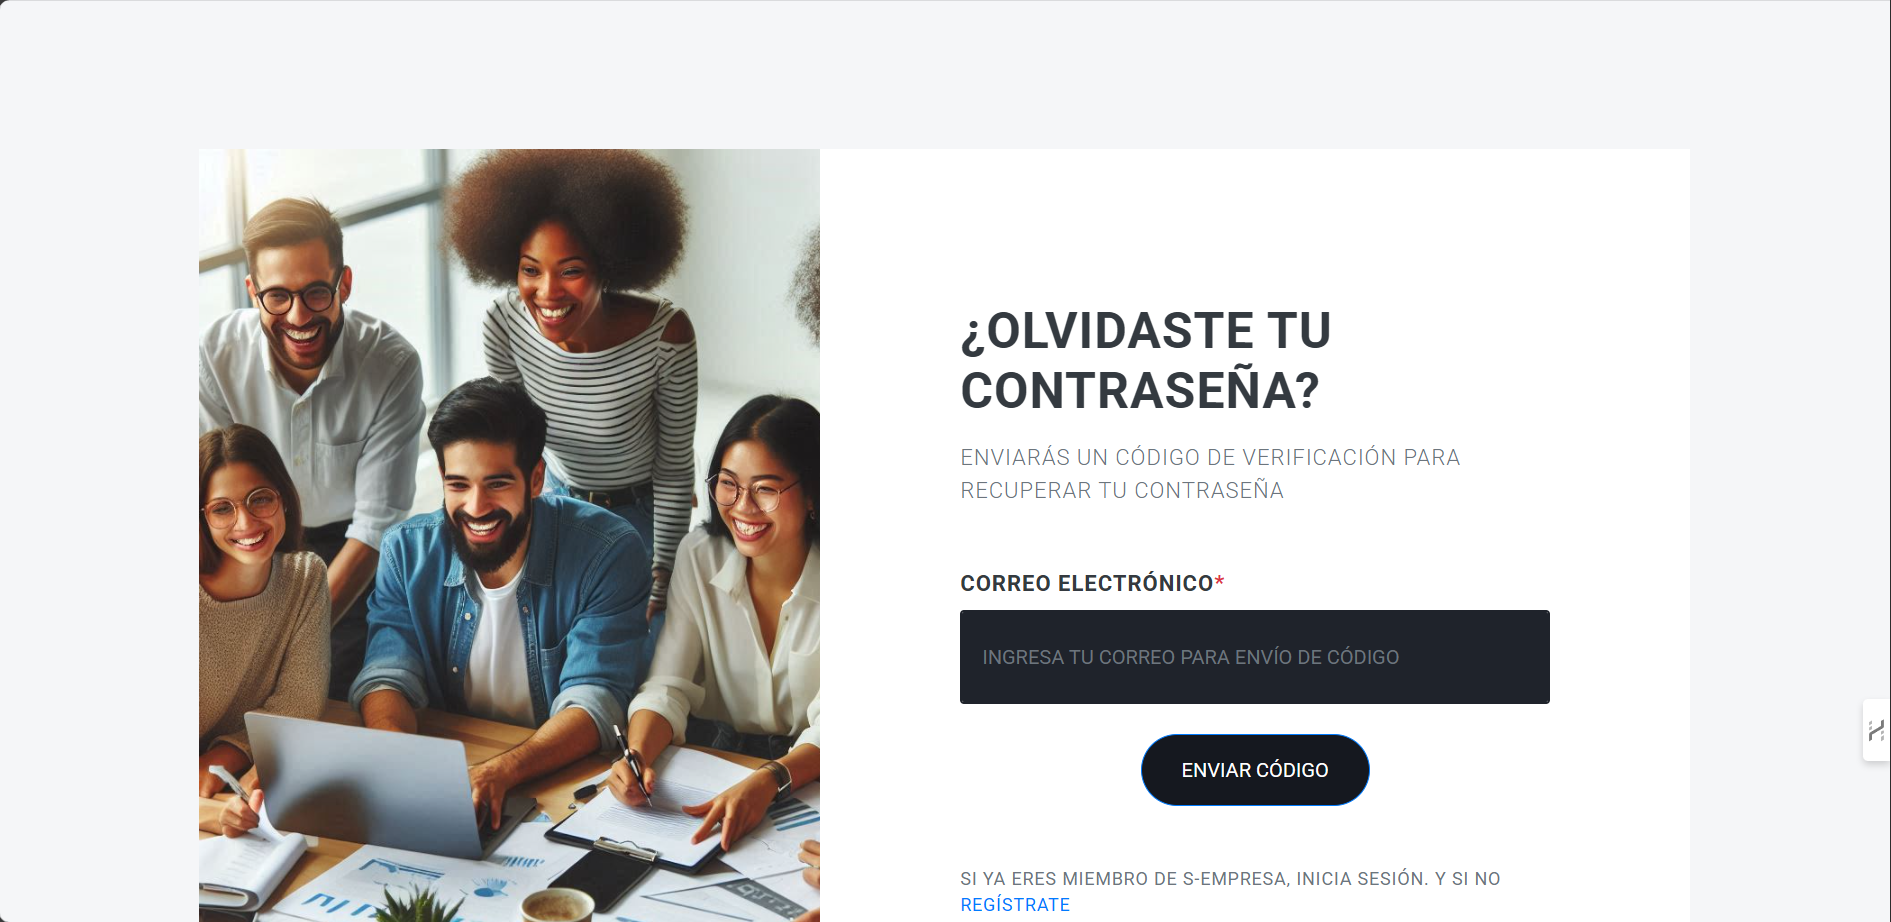 ¿OLVIDASTE TU
CONTRASEÑA?
ENVIARÁS UN CÓDIGO DE VERIFICACIÓN PARA
RECUPERAR TU CONTRASEÑA
CORREO ELECTRÓNICO*
INGRESA TU CORREO PARA ENVÍO DE CÓDIGO
ENVIAR CÓDIGO
SI YA ERES MIEMBRO DE S-EMPRESA, INICIA SESIÓN. Y SI NO
REGÍSTRATE